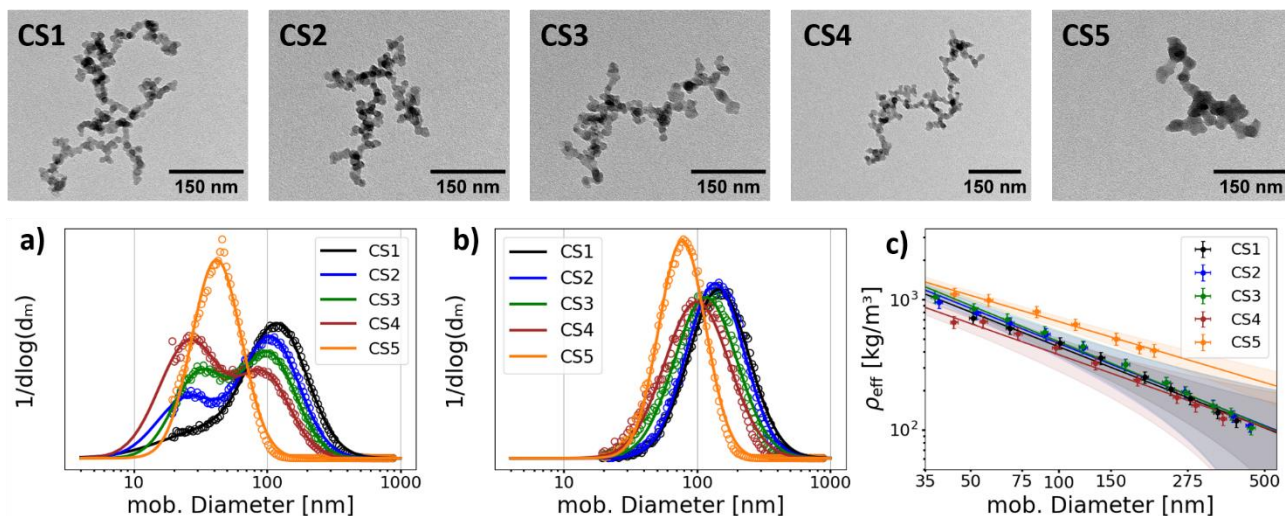 CS1
CS2
CS3
CS4
CS5
150 nm
150 nm
150 nm
150 nm
150 nm
a)
1/dlog(dₘ)
CS1
CS2
CS3
CS4
CS5
10
100
1000
mob. Diameter [nm]
b)
1/dlog(dₘ)
CS1
CS2
CS3
CS4
CS5
10
100
1000
mob. Diameter [nm]
c)
ρeff [kg/m³]
10³
10²
CS1
CS2
CS3
CS4
CS5
35
50
75
100
150
275
500
mob. Diameter [nm]